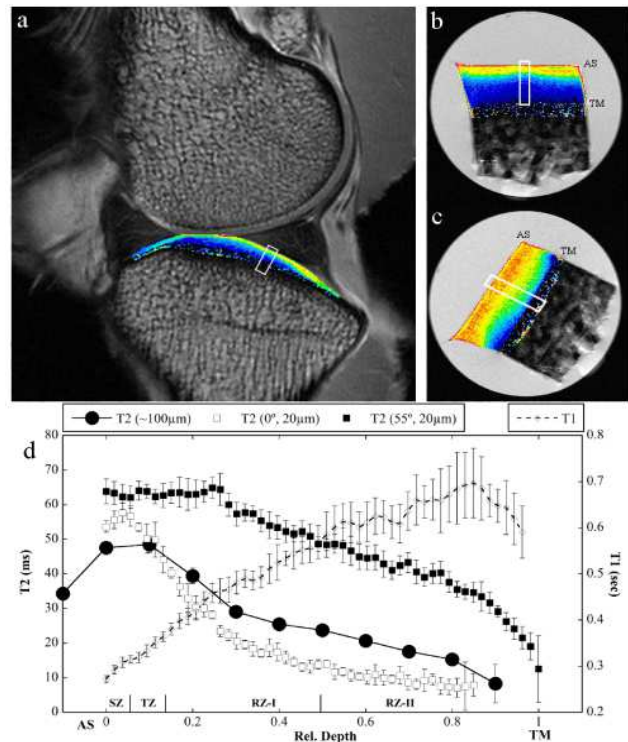 a
b
AS
TM
c
AS
TM
T2 (~100µm) T2 (0°, 20µm) T2 (55°, 20µm) T1
d
80
70
60
50
40
30
20
10
0
T2 (ms)
0.8
0.7
0.6
0.5
0.4
0.3
0.2
T1 (sec)
SZ TZ RZ-I RZ-II
AS 0 0.2 0.4 0.6 0.8 1 TM
Rel. Depth